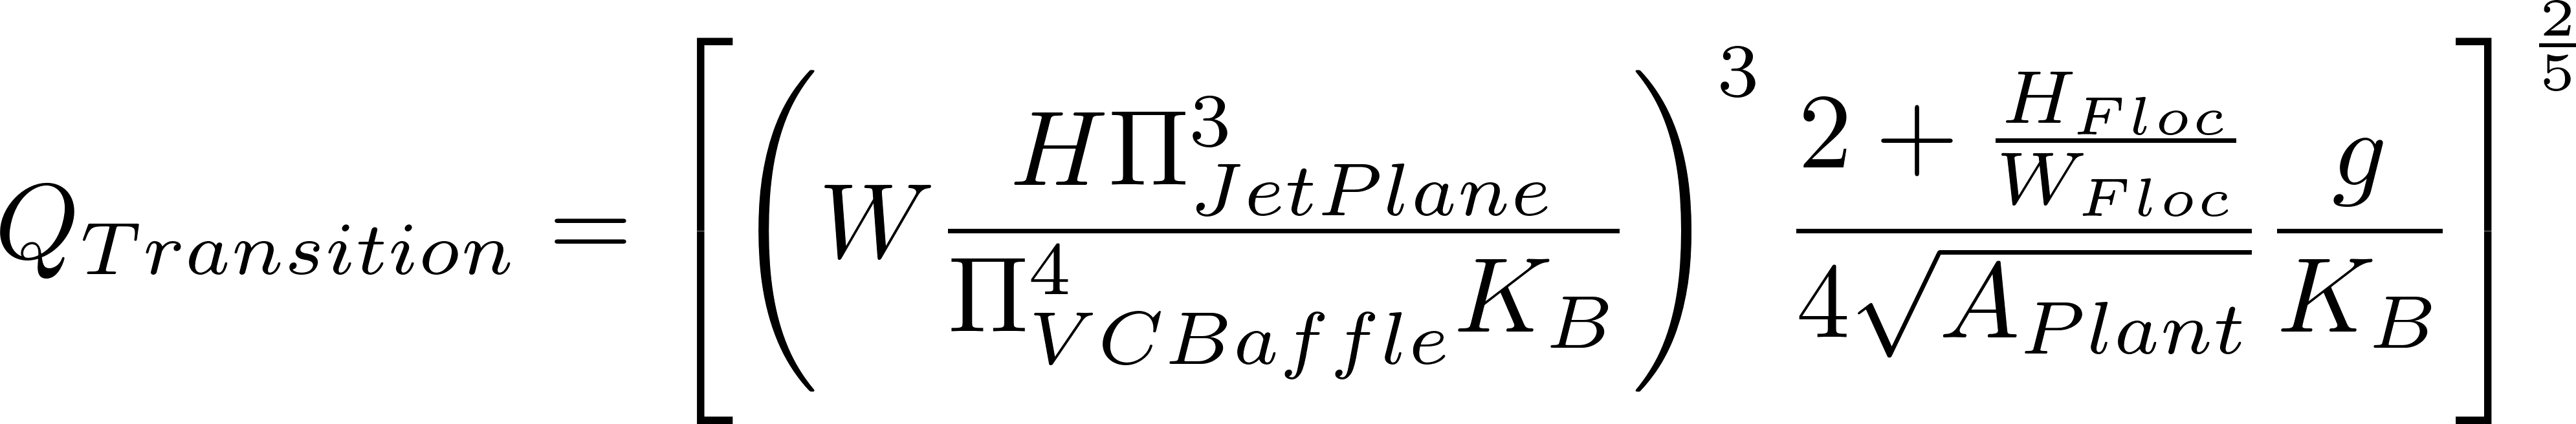 Q_{Transition} = \left[ \left( W \frac{H \Pi_{JetPlane}^{3}}{\Pi_{VCBaffle}^{4} K_B} \right)^{3} \frac{2 + \frac{H_{Floc}}{W_{Floc}}}{4 \sqrt{A_{Plant}}} \frac{g}{K_B} \right]^{\frac{2}{5}}